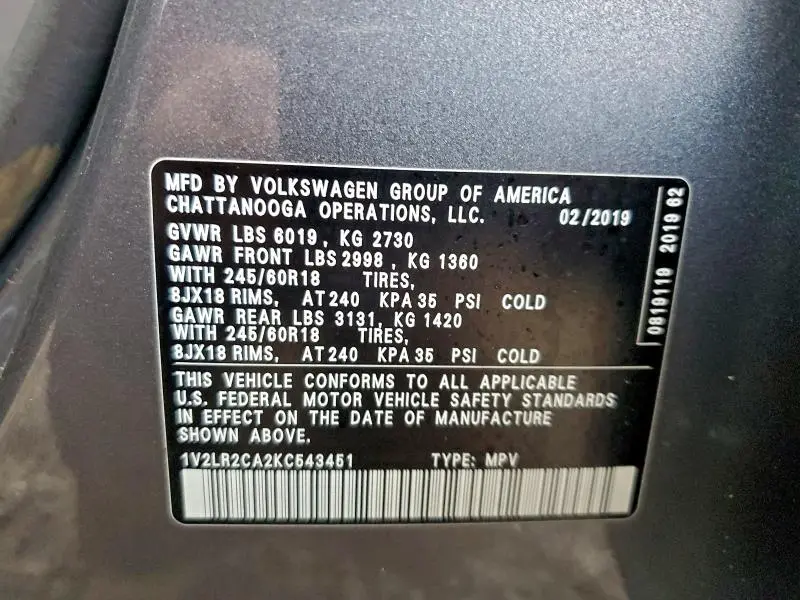 MFD BY VOLKSWAGEN GROUP OF AMERICA
CHATTANOOGA OPERATIONS, LLC. 02/2019
GVWR LBS 6019, KG 2730
GAWR FRONT LBS 2998, KG 1360
WITH 245/60R18 TIRES,
8JX18 RIMS, AT 240 KPA 35 PSI COLD
GAWR REAR LBS 3131, KG 1420
WITH 245/60R18 TIRES,
8JX18 RIMS, AT 240 KPA 35 PSI COLD
THIS VEHICLE CONFORMS TO ALL APPLICABLE
U.S. FEDERAL MOTOR VEHICLE SAFETY STANDARDS
IN EFFECT ON THE DATE OF MANUFACTURE
SHOWN ABOVE.
1V2LR2CA2KC543451 TYPE: MPV
0819119 2019 62